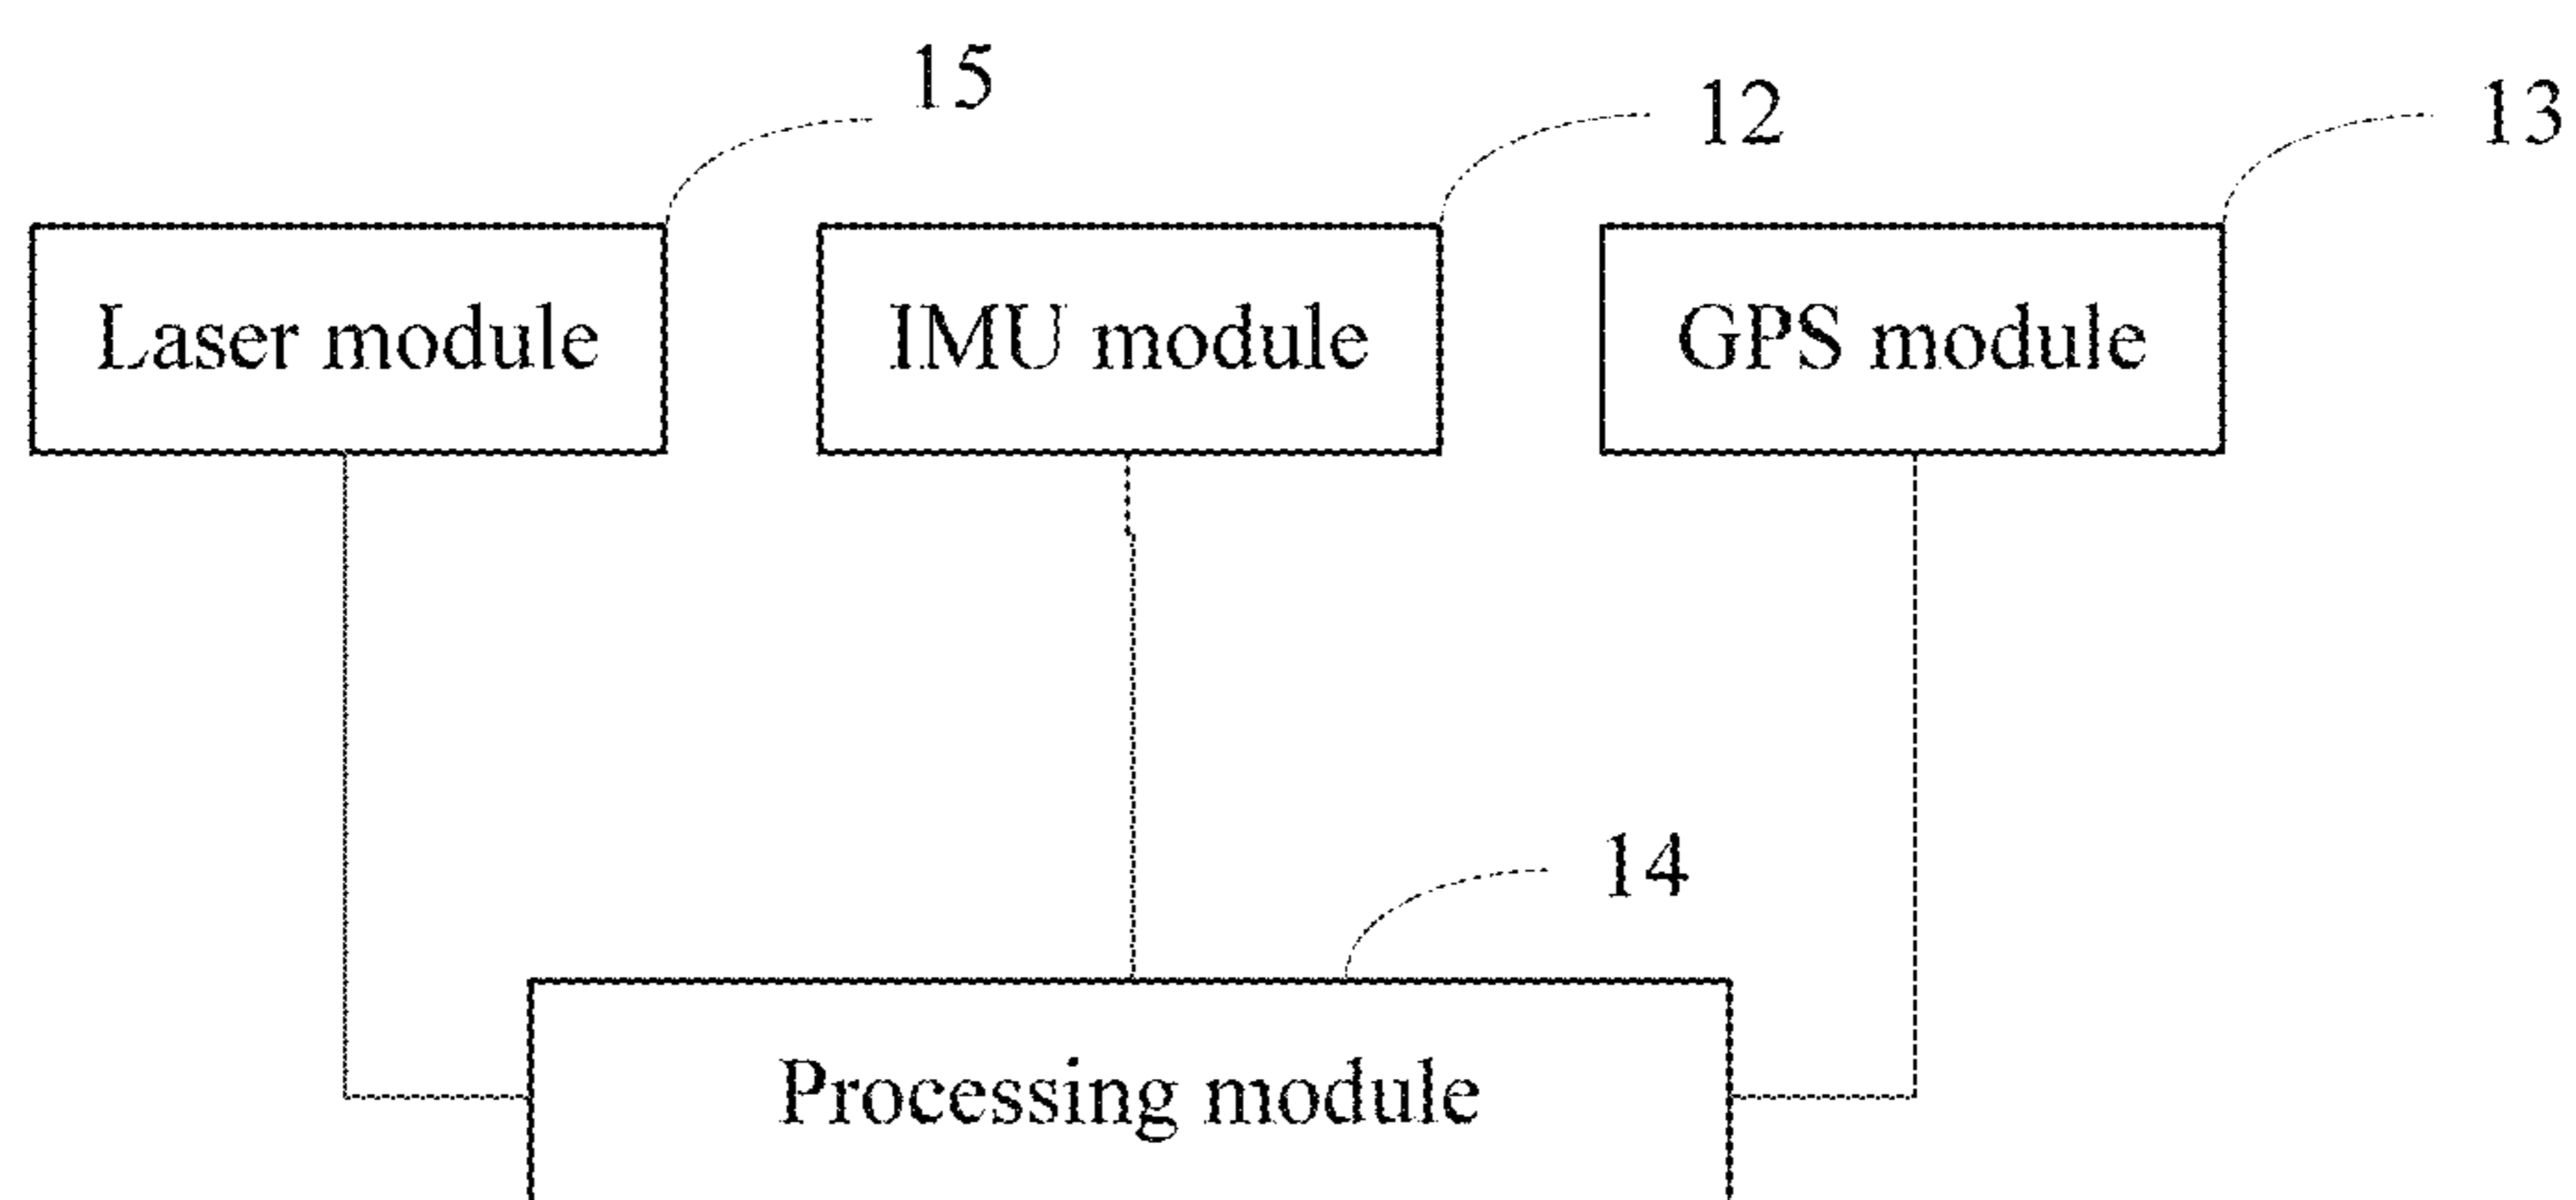 15
12
13
Laser module
IMU module
GPS module
14
Processing module